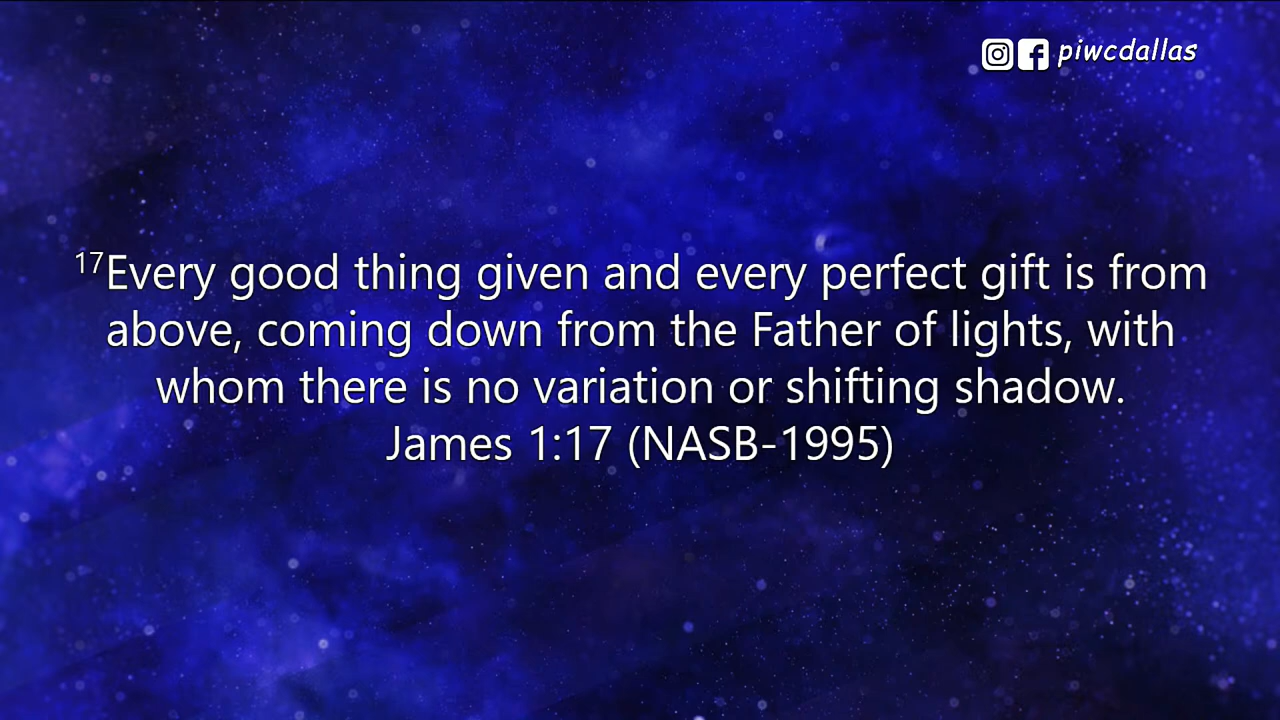 piwcdallas
17Every good thing given and every perfect gift is from
above, coming down from the Father of lights, with
whom there is no variation or shifting shadow.
James 1:17 (NASB-1995)